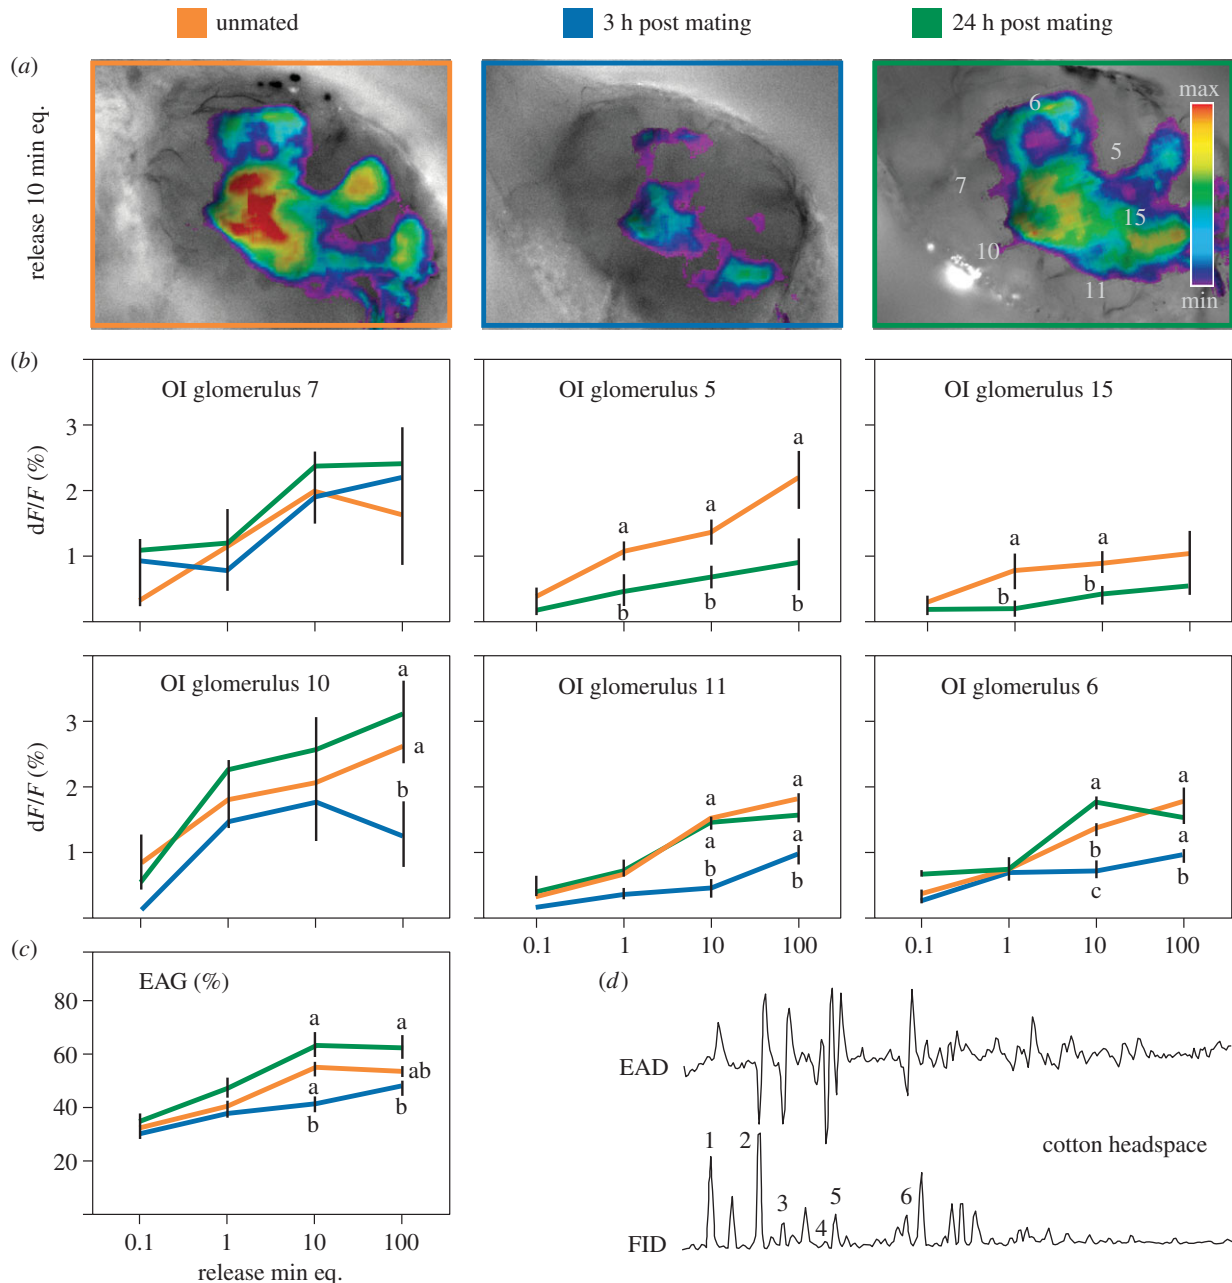 unmated 3 h post mating 24 h post mating
(a)
release 10 min eq.
6
5
7
15
10
11
max
min
(b)
OI glomerulus 7 OI glomerulus 5 OI glomerulus 15
dF/F (%)
3
2
1
a a a
b b b
a a
b b
OI glomerulus 10 OI glomerulus 11 OI glomerulus 6
dF/F (%)
3
2
1
a
a
b
a a
a a
b b
a a
b a
c b
0.1 1 10 100 0.1 1 10 100
(c)
EAG (%)
80
60
40
20
a a
a ab
b b
0.1 1 10 100
release min eq.
(d)
EAD
1 2 3 4 5 6
cotton headspace
FID